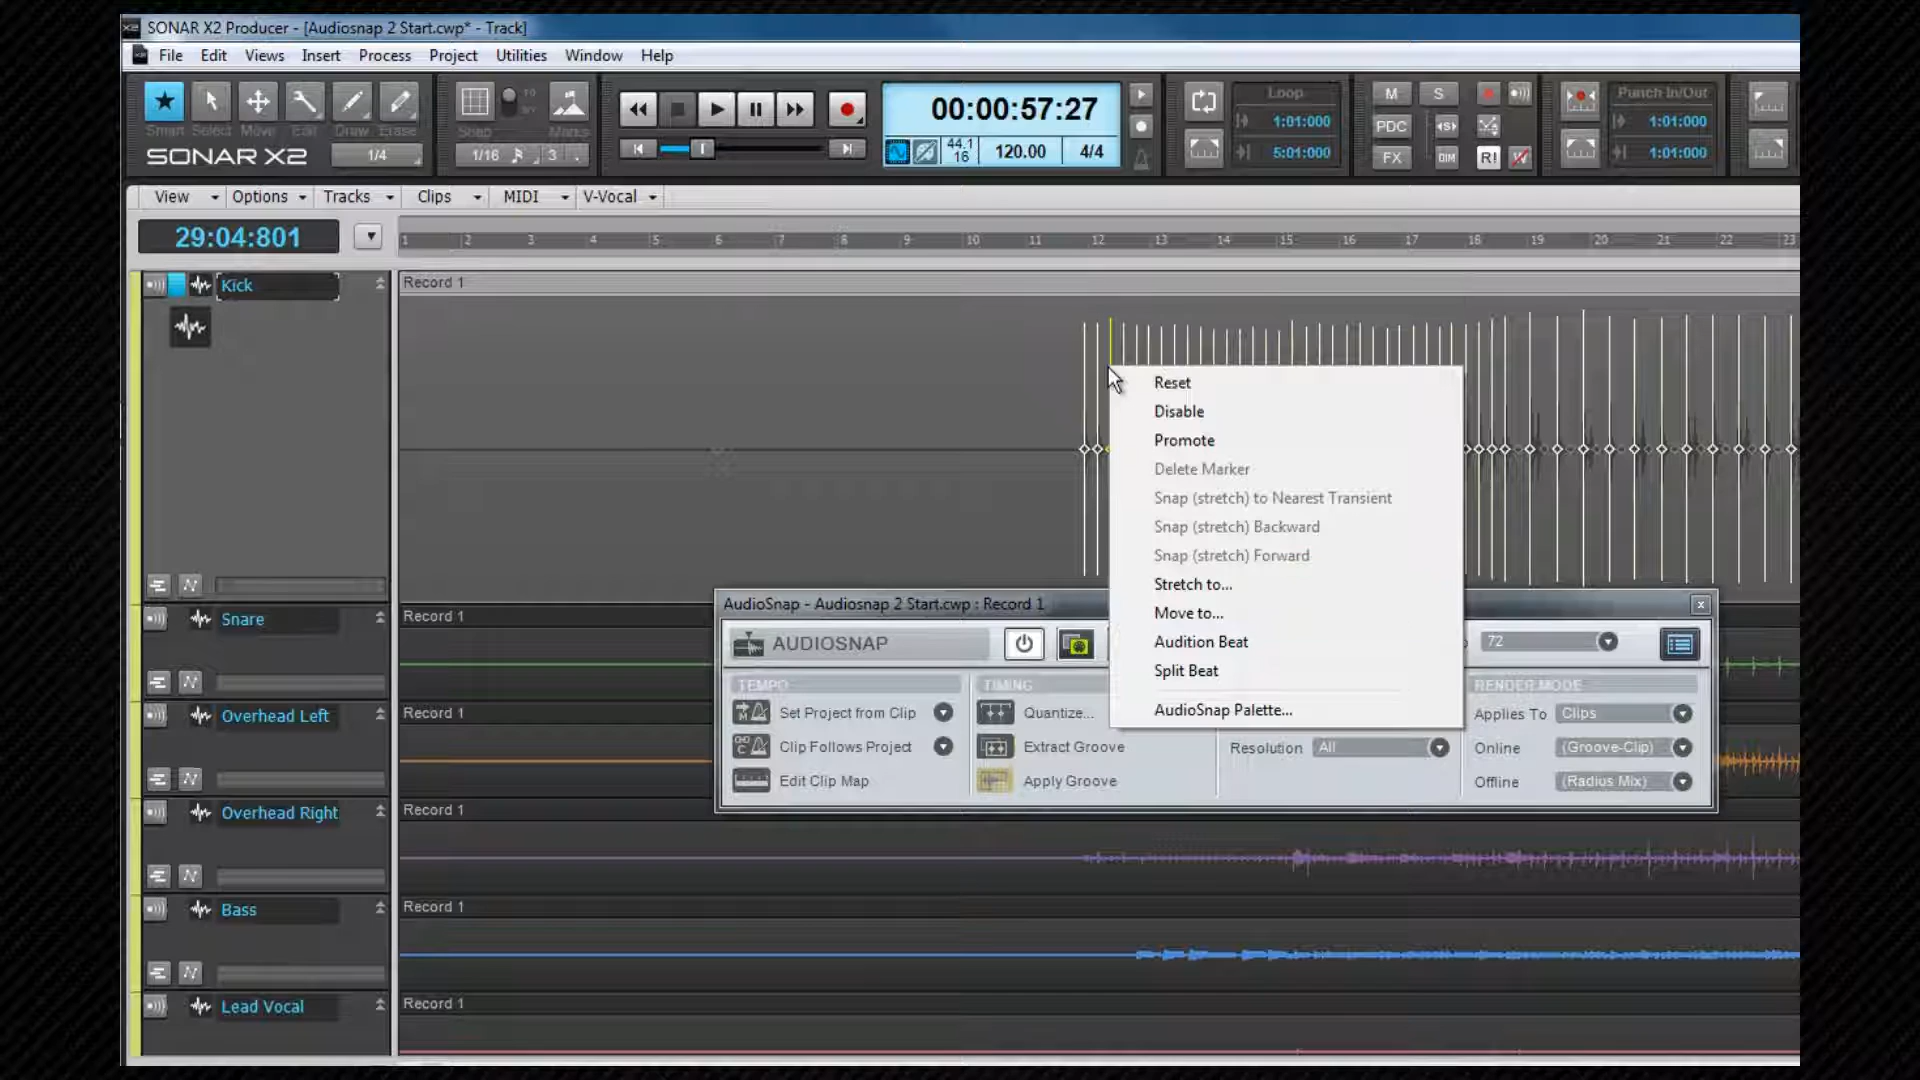 SONAR X2 Producer - [Audiosnap 2 Start.cwp* - Track]
File Edit Views Insert Process Project Utilities Window Help
Smart Select Move Edit Draw Erase
Snap Marks
SONAR X2
1/4
1/16 3
00:00:57:27
44.1
16
120.00 4/4
Loop
1:01:000
5:01:000
M S
PDC
FX DIM R!
Punch In/Out
1:01:000
1:01:000
View Options Tracks Clips MIDI V-Vocal
29:04:801
1 2 3 4 5 6 7 8 9 10 11 12 13 14 15 16 17 18 19 20 21 22 23
Kick
Record 1
Reset
Disable
Promote
Delete Marker
Snap (stretch) to Nearest Transient
Snap (stretch) Backward
Snap (stretch) Forward
Stretch to...
Move to...
Audition Beat
Split Beat
AudioSnap Palette...
Snare
Record 1
Overhead Left
Record 1
Overhead Right
Record 1
Bass
Record 1
Lead Vocal
Record 1
AudioSnap - Audiosnap 2 Start.cwp : Record 1
x
AUDIOSNAP
72
TEMPO
Set Project from Clip
Clip Follows Project
Edit Clip Map
TIMING
Quantize...
Extract Groove
Apply Groove
Resolution All
RENDER MODE
Applies To Clips
Online (Groove-Clip)
Offline (Radius Mix)